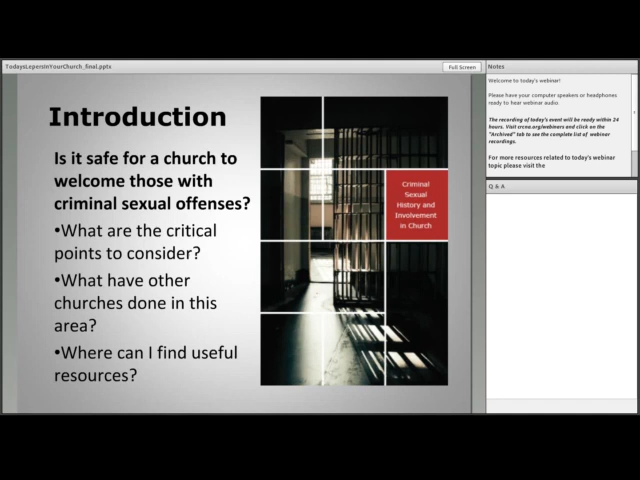 TodaysLepersInYourChurch_final.pptx
Full Screen
Introduction
Is it safe for a church to
welcome those with
criminal sexual offenses?
•What are the critical
points to consider?
•What have other
churches done in this
area?
•Where can I find useful
resources?
Criminal
Sexual
History and
Involvement
in Church
Notes
Welcome to today's webinar!
Please have your computer speakers or headphones
ready to hear webinar audio.
The recording of today's event will be ready within 24
hours. Visit crcna.org/webinars and click on the
"Archived" tab to see the complete list of webinar
recordings.
For more resources related to today's webinar
topic please visit the
Q & A